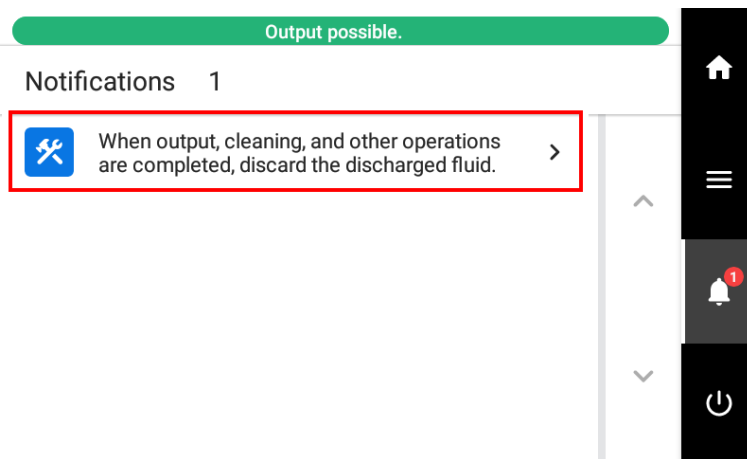 Output possible.
Notifications 1
When output, cleaning, and other operations
are completed, discard the discharged fluid.
1